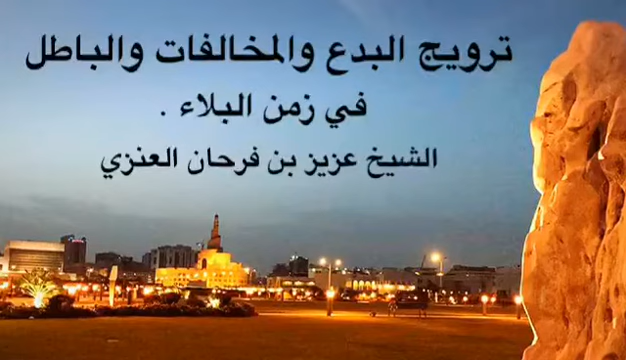 ترويج البدع والمخالفات والباطل
في زمن البلاء .
الشيخ عزيز بن فرحان العنزي